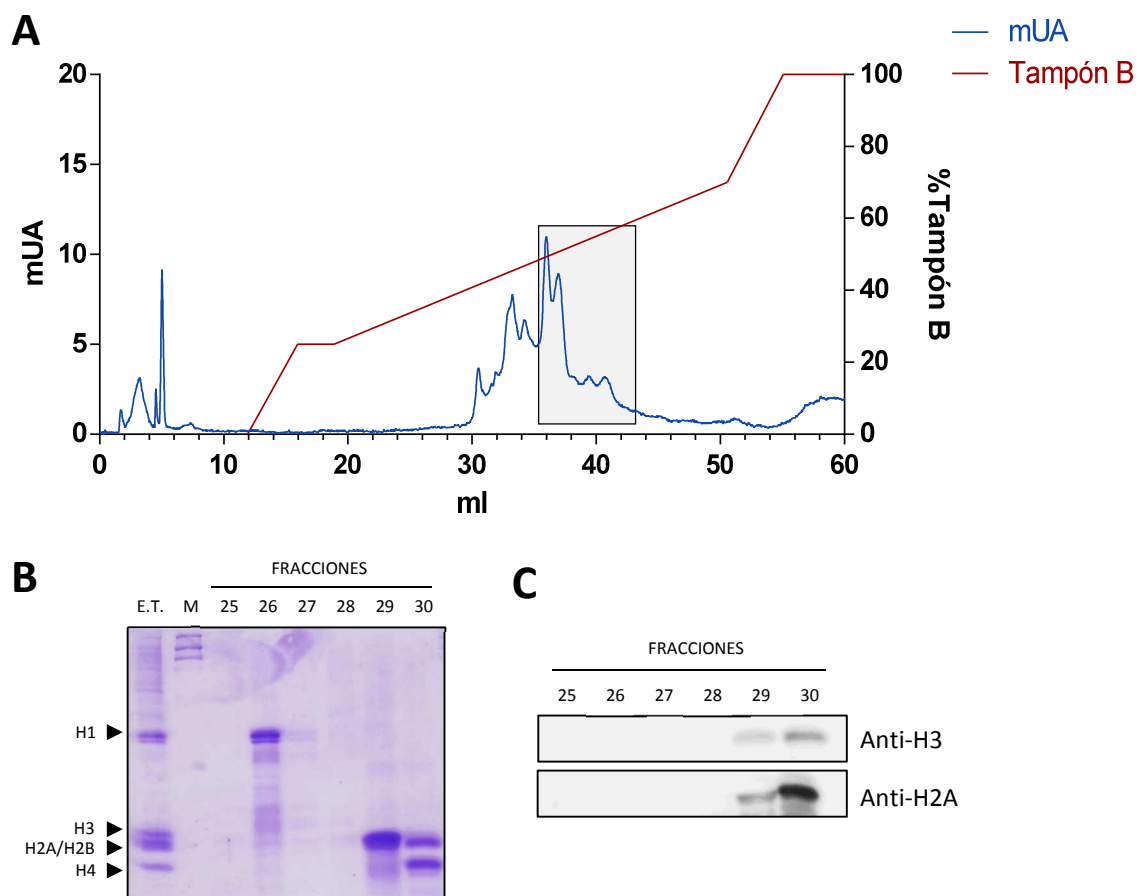 A
mUA
Tampón B
20
15
10
5
0
mUA
100
80
60
40
20
0
%Tampón B
0 10 20 30 40 50 60
ml
B
FRACCIONES
E.T. M 25 26 27 28 29 30
H1
H3
H2A/H2B
H4
C
FRACCIONES
25 26 27 28 29 30
Anti-H3
Anti-H2A